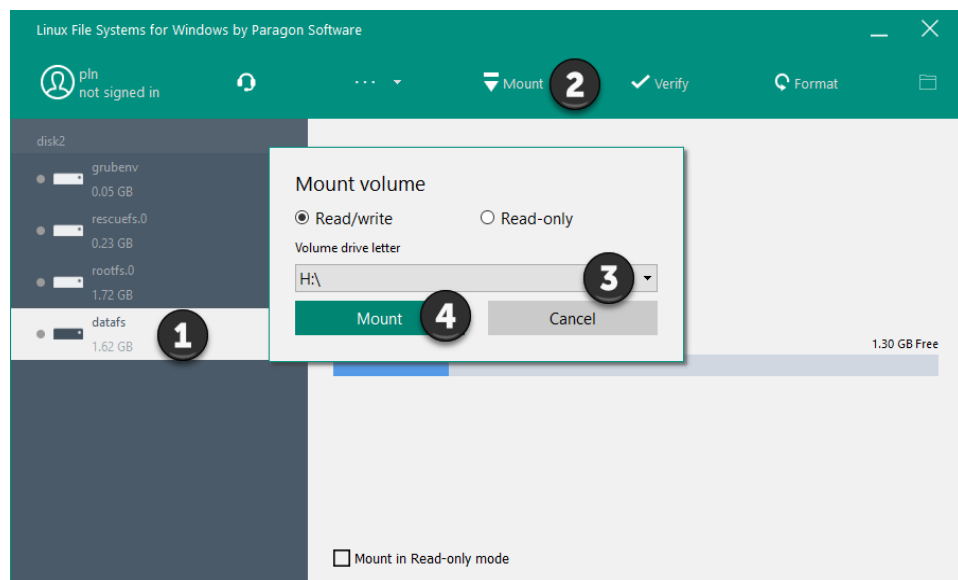 Linux File Systems for Windows by Paragon Software
pln
not signed in
...
Mount
2
Verify
Format
disk2
grubenv
0.05 GB
rescuefs.0
0.23 GB
rootfs.0
1.72 GB
datafs
1.62 GB
1
Mount volume
Read/write
Read-only
Volume drive letter
H:\
3
Mount
4
Cancel
1.30 GB Free
Mount in Read-only mode